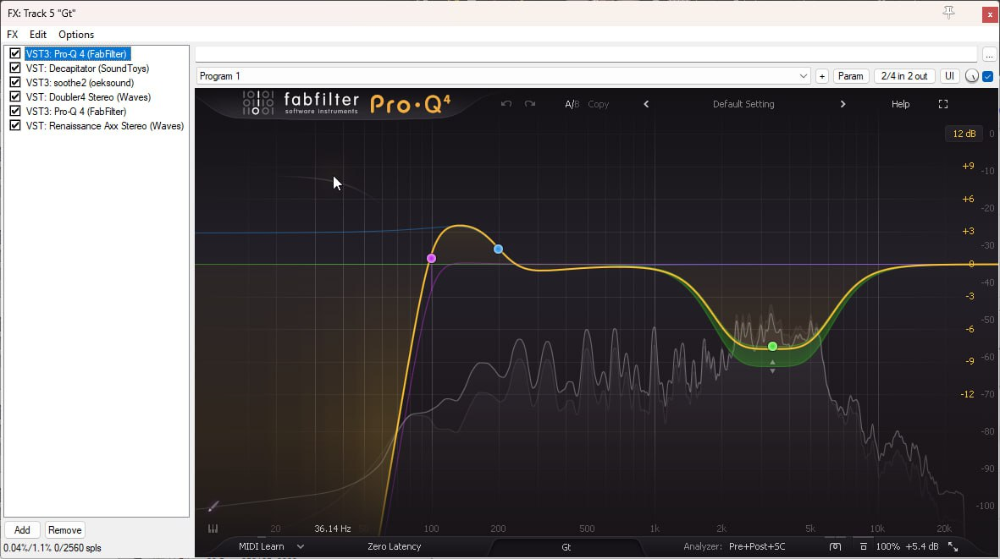 FX: Track 5 "Gt"
x
FX Edit Options
VST3: Pro-Q 4 (FabFilter)
VST: Decapitator (SoundToys)
VST3: soothe2 (oeksound)
VST: Doubler4 Stereo (Waves)
VST3: Pro-Q 4 (FabFilter)
VST: Renaissance Axx Stereo (Waves)
...
Program 1 + Param 2/4 in 2 out UI
fabfilter
software instruments
Pro·Q4
A/B Copy < Default Setting > Help
12 dB 0
+9 -10
+6 -20
+3 -30
0 -40
-3 -50
-6 -60
-9
-12 -70
-80
-90
-100
20 36.14 Hz 50 100 200 500 1k 2k 5k 10k 20k
MIDI Learn Zero Latency Gt Analyzer: Pre+Post+SC 100% +5.4 dB
Add Remove
0.04%/1.1% 0/2560 spls